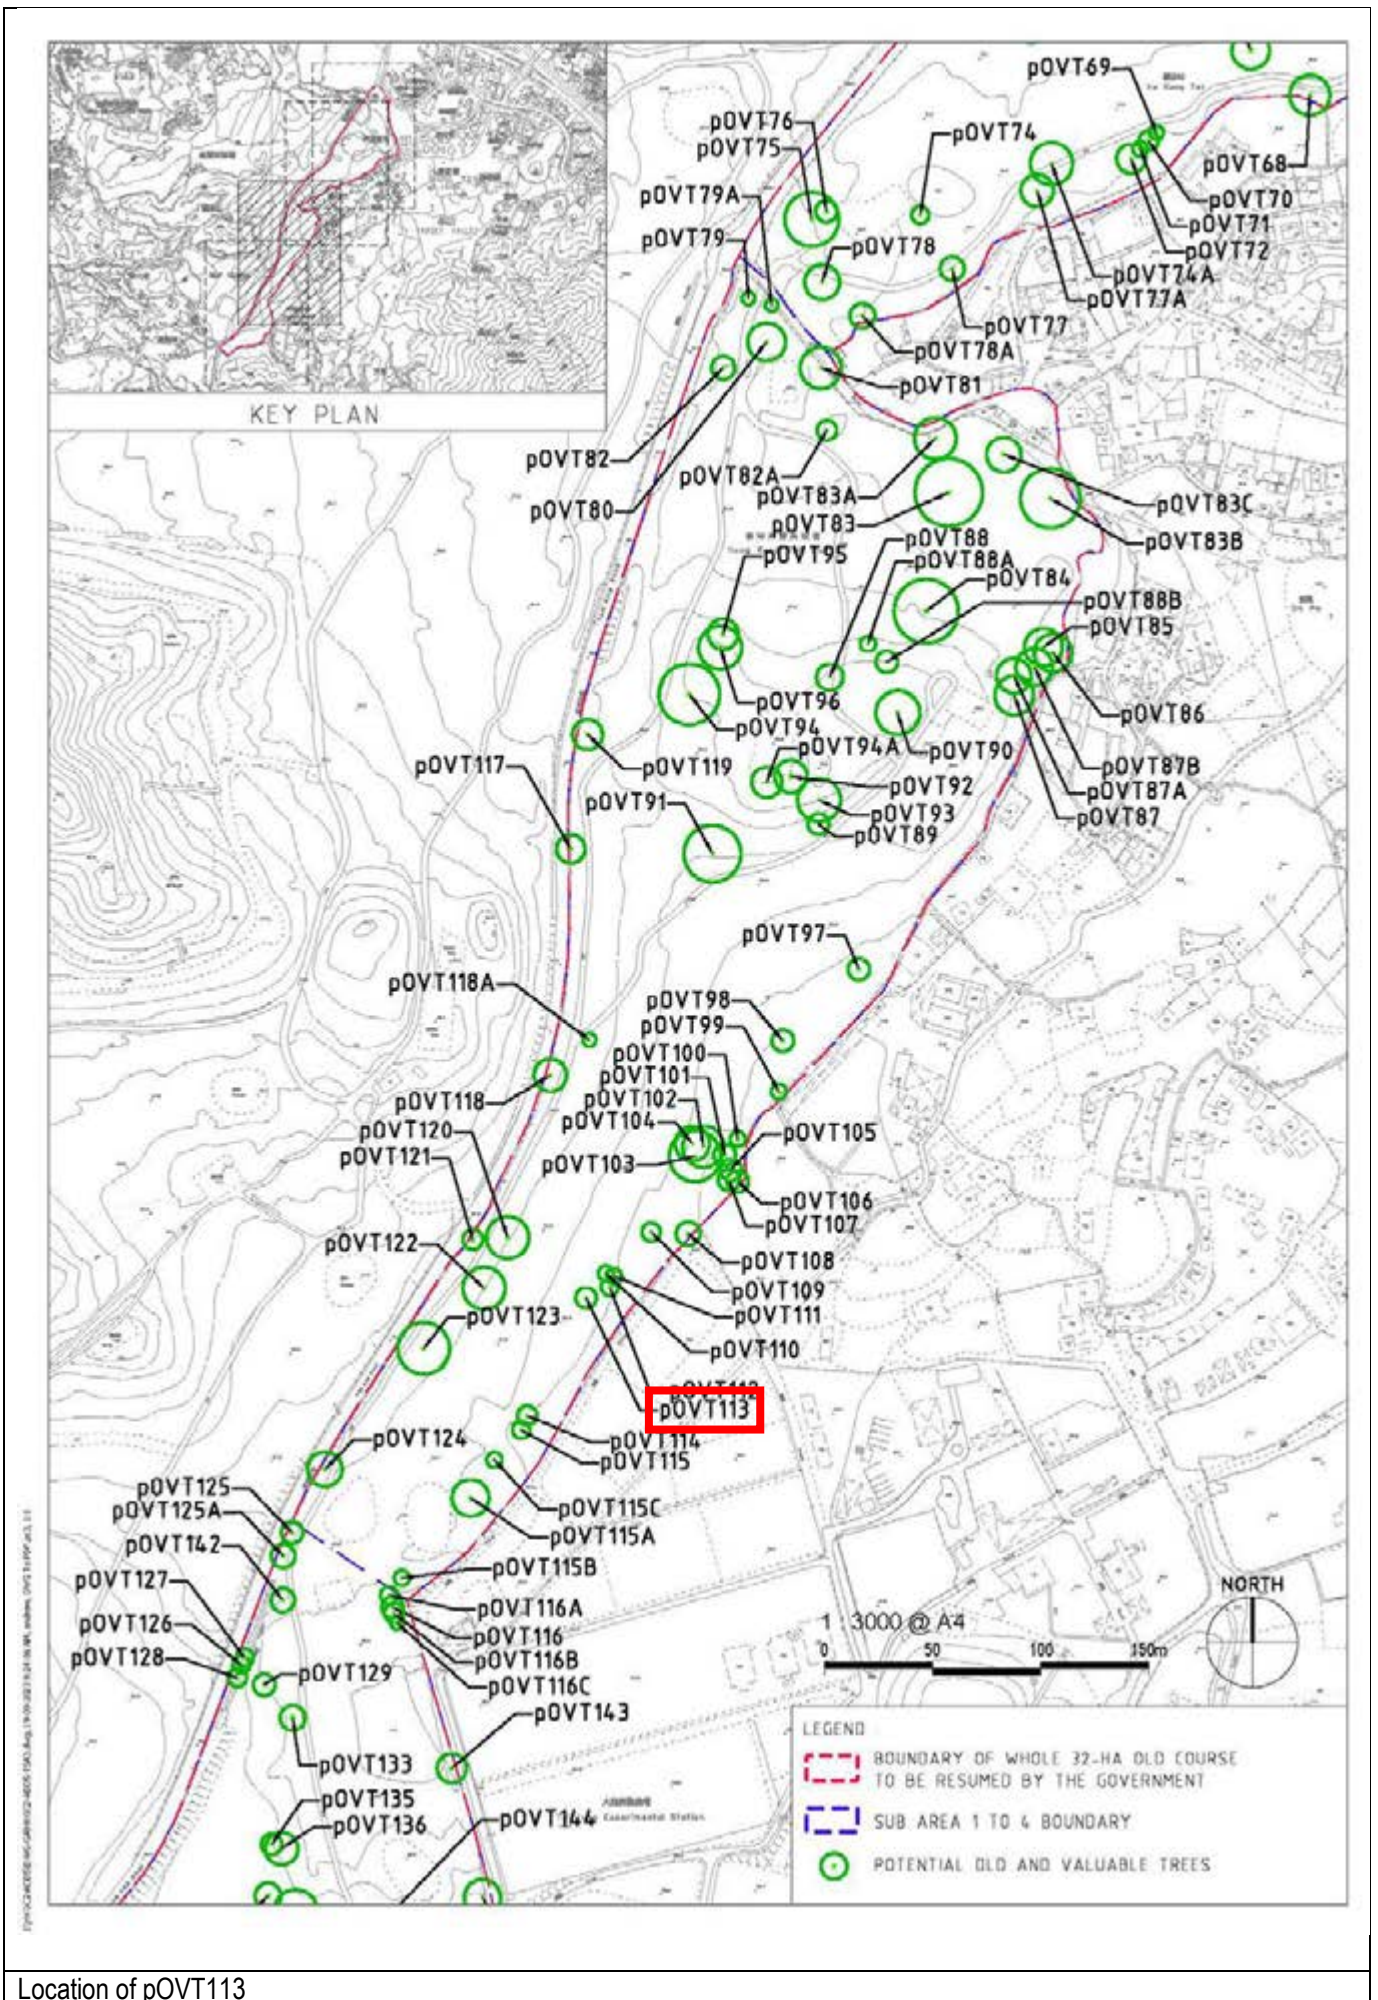 pOVT69
pOVT76
pOVT74
pOVT75
pOVT68
pOVT79A
pOVT70
pOVT71
pOVT79
pOVT78
pOVT72
pOVT74A
pOVT77A
pOVT77
pOVT78A
pOVT81
KEY PLAN
pOVT82
pOVT82A
pOVT83A
pOVT83C
pOVT80
pOVT83
pOVT88
pOVT83B
pOVT95
pOVT88A
pOVT84
pOVT88B
pOVT85
pOVT96
pOVT86
pOVT94
pOVT94A
pOVT90
pOVT117
pOVT119
pOVT87B
pOVT92
pOVT87A
pOVT91
pOVT93
pOVT87
pOVT89
pOVT97
pOVT118A
pOVT98
pOVT99
pOVT100
pOVT101
pOVT118
pOVT102
pOVT104
pOVT120
pOVT105
pOVT121
pOVT103
pOVT106
pOVT107
pOVT122
pOVT108
pOVT109
pOVT123
pOVT111
pOVT110
pOVT112
pOVT113
pOVT124
pOVT114
pOVT115
pOVT125
pOVT125A
pOVT115C
pOVT115A
pOVT142
pOVT115B
pOVT127
NORTH
pOVT116A
pOVT126
1 : 3000 @ A4
pOVT116
0 50 100 150m
pOVT128
pOVT116B
pOVT129
pOVT116C
pOVT143
LEGEND
BOUNDARY OF WHOLE 32-HA OLD COURSE
TO BE RESUMED BY THE GOVERNMENT
pOVT133
pOVT135
pOVT144
Experimental Station
pOVT136
SUB AREA 1 TO 4 BOUNDARY
POTENTIAL OLD AND VALUABLE TREES
Location of pOVT113